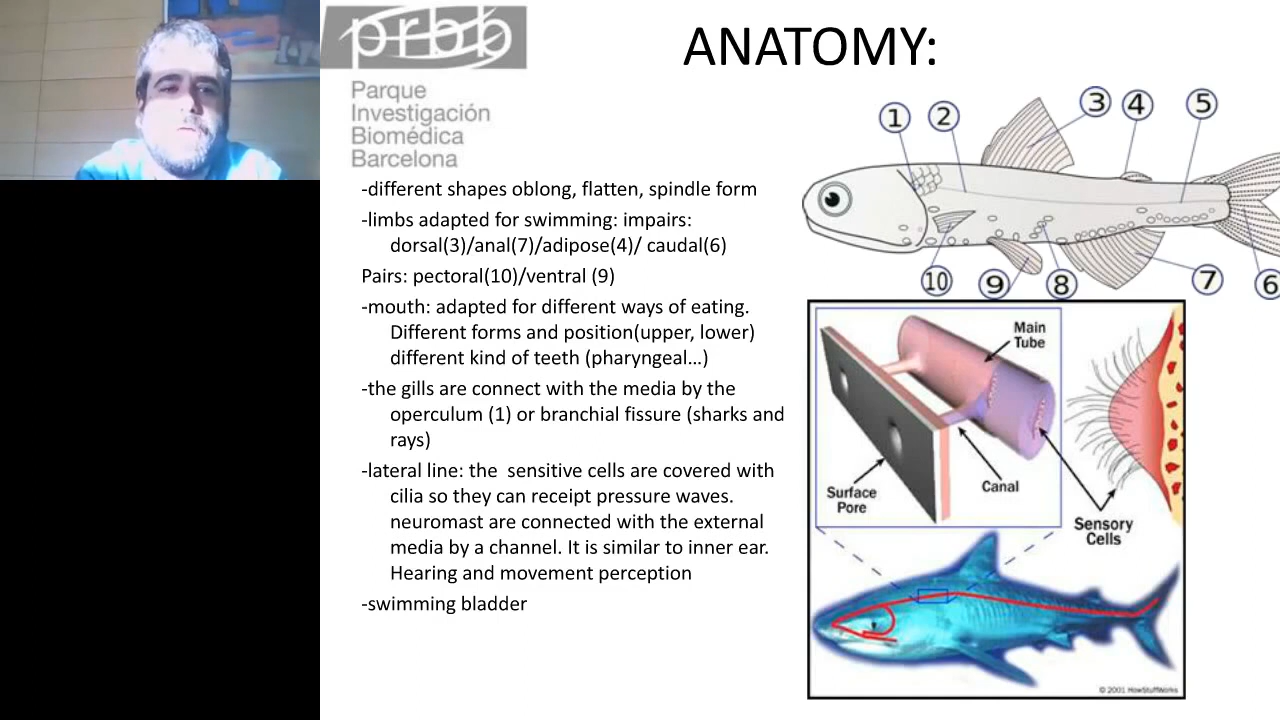 prbb
Parque
Investigación
Biomédica
Barcelona
ANATOMY:
-different shapes oblong, flatten, spindle form
-limbs adapted for swimming: impairs:
dorsal(3)/anal(7)/adipose(4)/ caudal(6)
Pairs: pectoral(10)/ventral (9)
-mouth: adapted for different ways of eating.
Different forms and position(upper, lower)
different kind of teeth (pharyngeal...)
-the gills are connect with the media by the
operculum (1) or branchial fissure (sharks and
rays)
-lateral line: the  sensitive cells are covered with
cilia so they can receipt pressure waves.
neuromast are connected with the external
media by a channel. It is similar to inner ear.
Hearing and movement perception
-swimming bladder
1 2 3 4 5
10 9 8 7 6
Main
Tube
Surface
Pore
Canal
Sensory
Cells
© 2001 HowStuffWorks